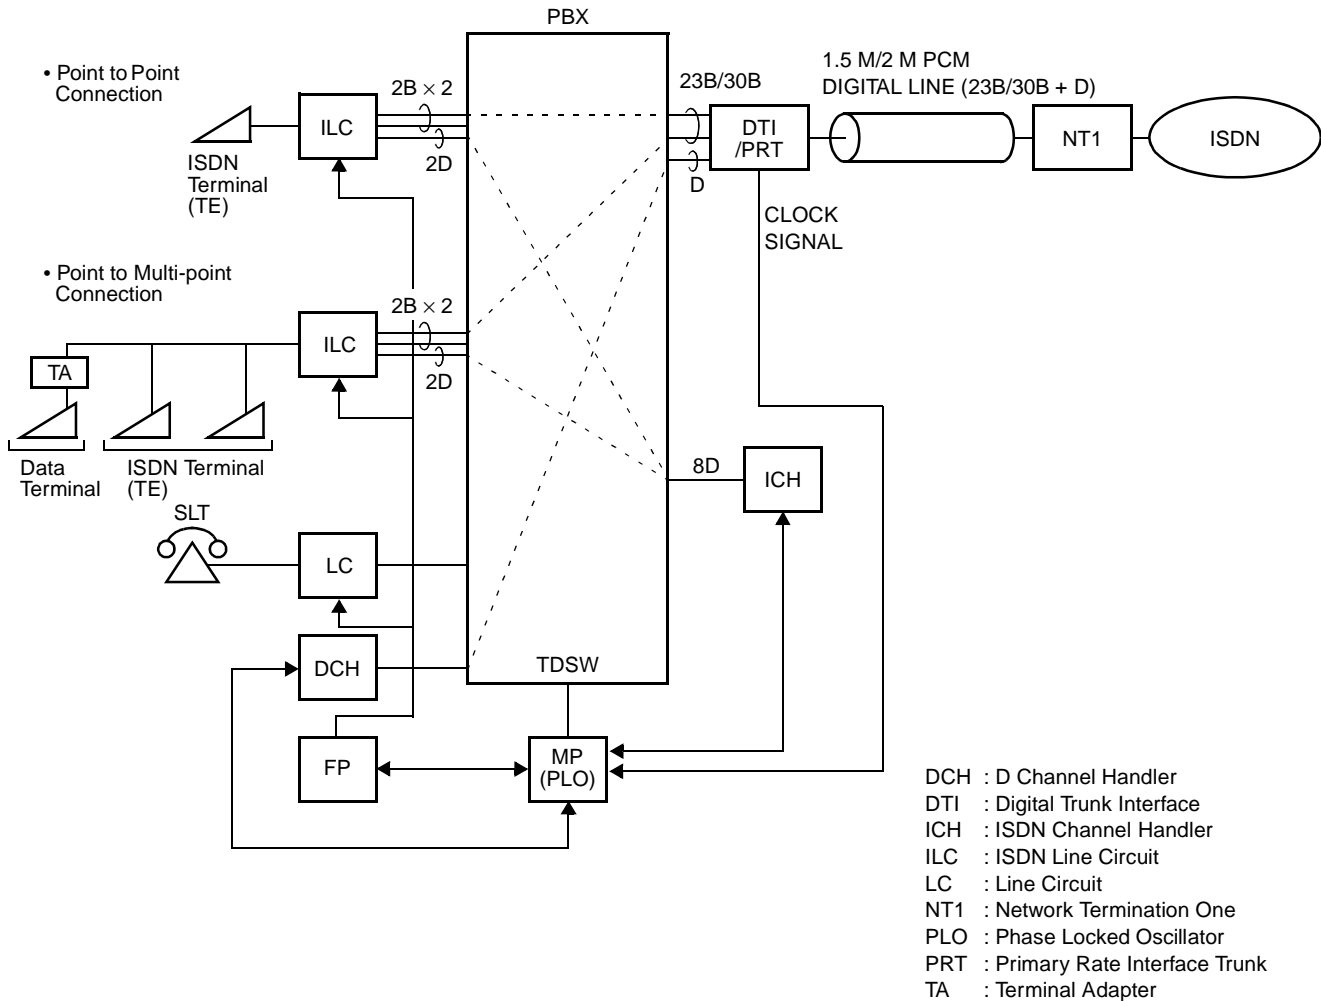 PBX
• Point to Point
Connection
ISDN
Terminal
(TE)
ILC
2B × 2
2D
23B/30B
D
DTI
/PRT
1.5 M/2 M PCM
DIGITAL LINE (23B/30B + D)
NT1
ISDN
CLOCK
SIGNAL
• Point to Multi-point
Connection
TA
Data
Terminal
ISDN Terminal
(TE)
ILC
2B × 2
2D
8D
ICH
SLT
LC
DCH
TDSW
FP
MP
(PLO)
DCH : D Channel Handler
DTI : Digital Trunk Interface
ICH : ISDN Channel Handler
ILC : ISDN Line Circuit
LC : Line Circuit
NT1 : Network Termination One
PLO : Phase Locked Oscillator
PRT : Primary Rate Interface Trunk
TA : Terminal Adapter